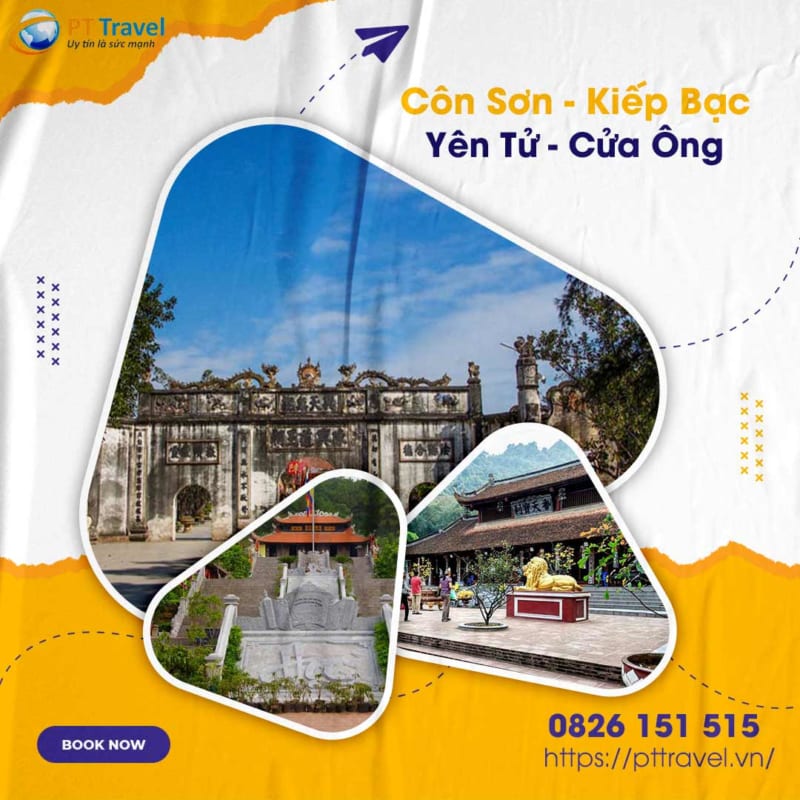 PT Travel
Uy tín là sức mạnh
Côn Sơn - Kiếp Bạc
Yên Tử - Cửa Ông
BOOK NOW
0826 151 515
https://pttravel.vn/